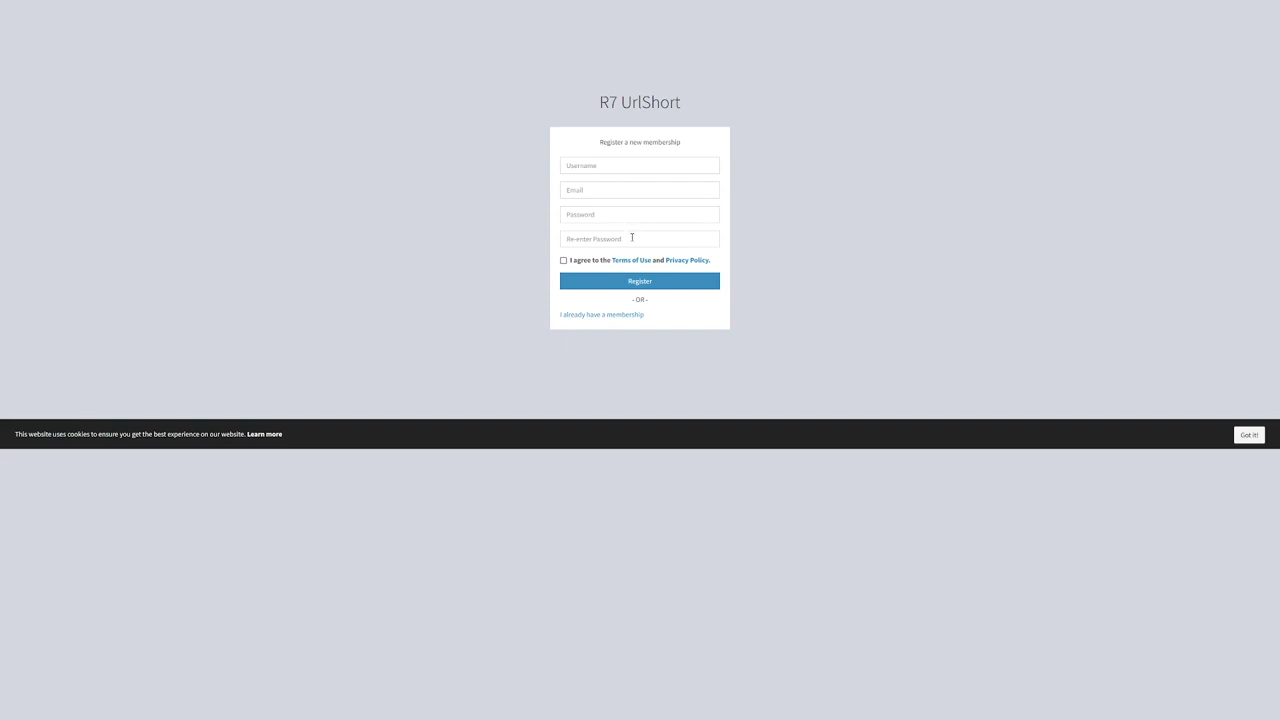 R7 UrlShort
Register a new membership
Username
Email
Password
Re-enter Password
I agree to the Terms of Use and Privacy Policy.
Register
- OR -
I already have a membership
This website uses cookies to ensure you get the best experience on our website. Learn more
Got it!